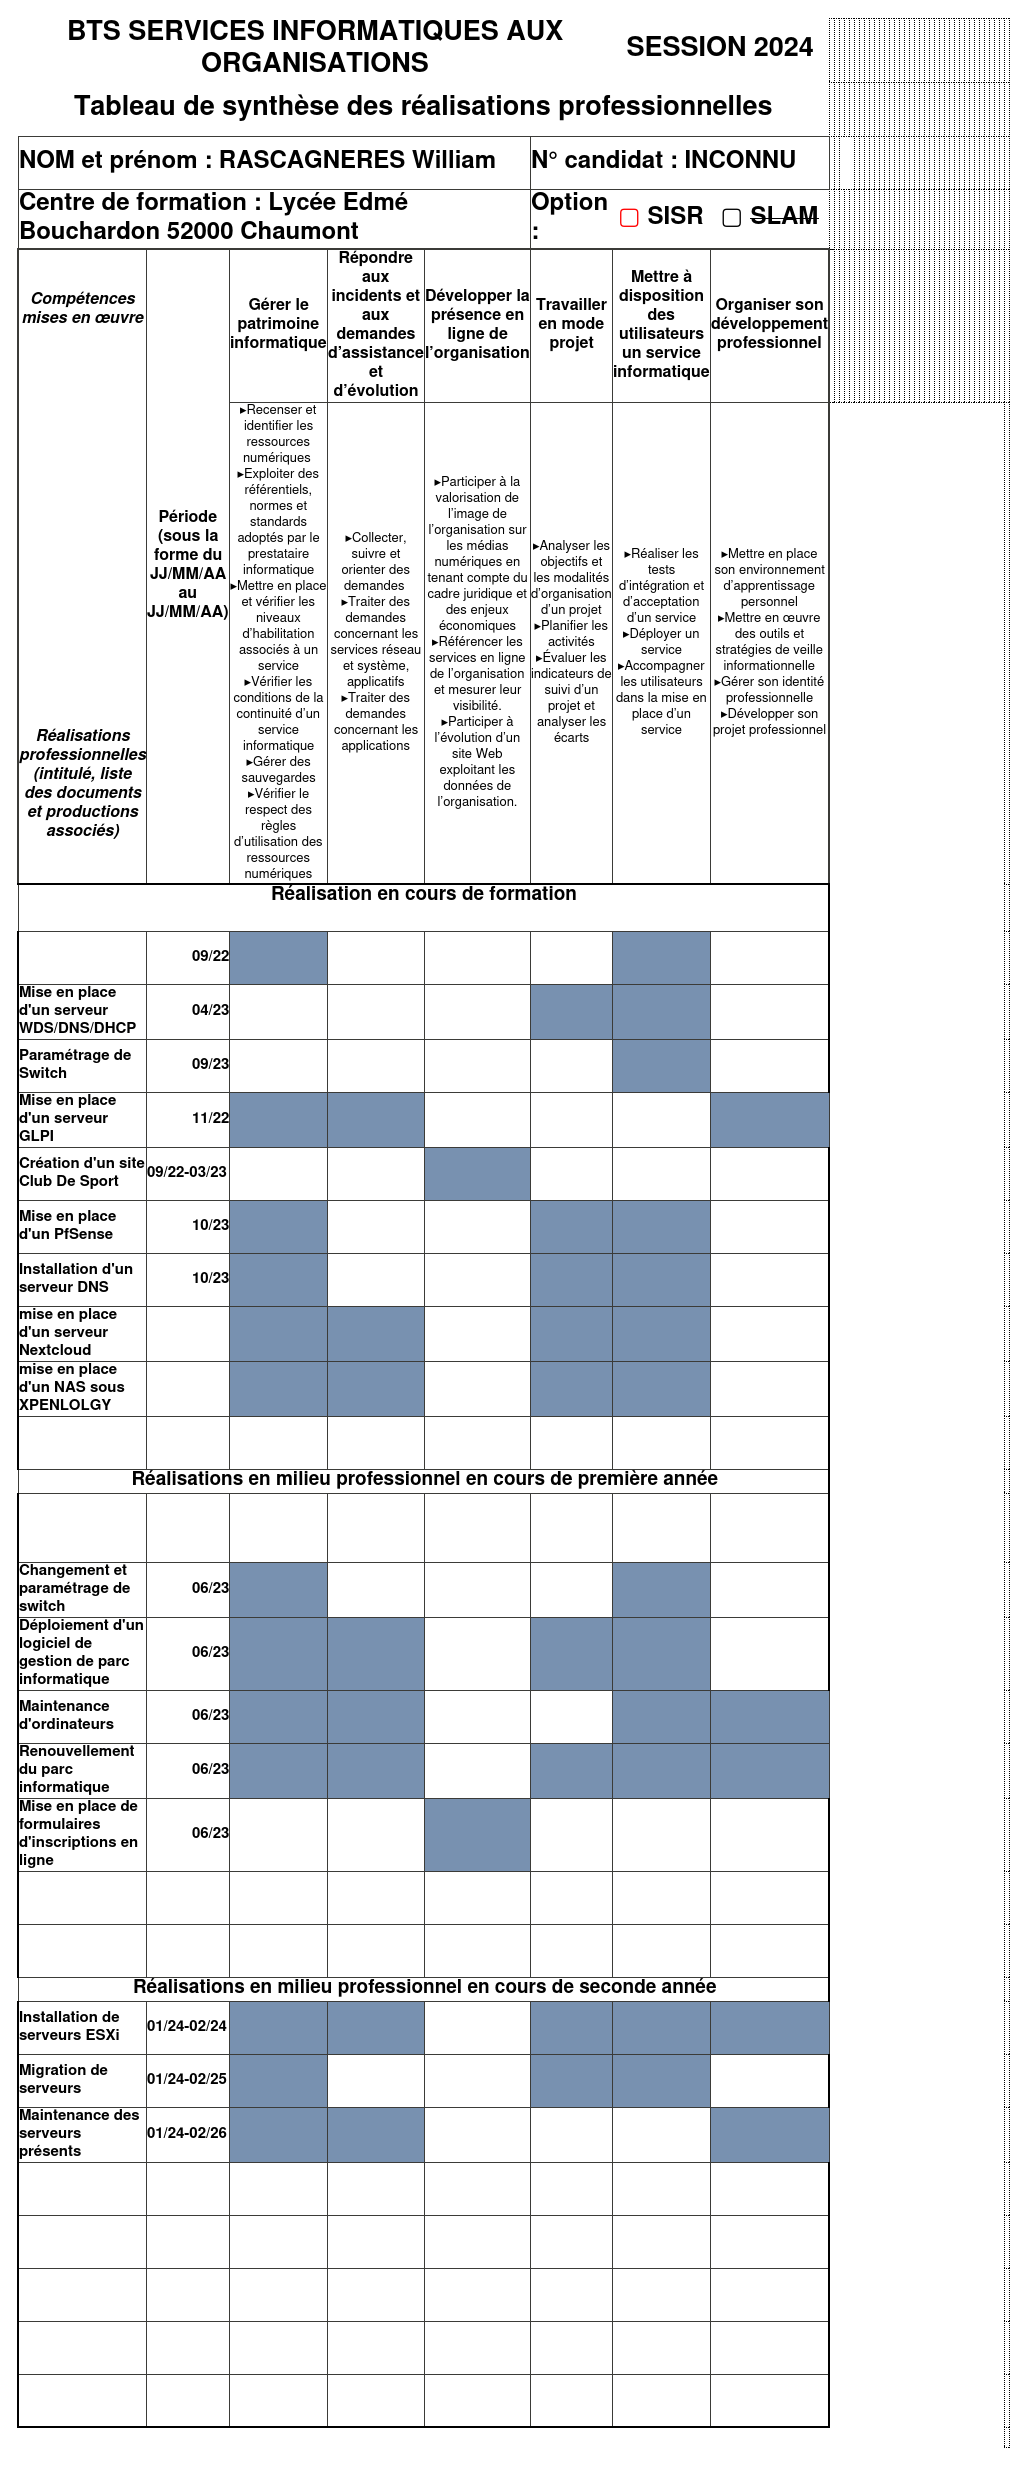 BTS SERVICES INFORMATIQUES AUX
ORGANISATIONS
SESSION 2024
Tableau de synthèse des réalisations professionnelles
NOM et prénom : RASCAGNERES William
N° candidat : INCONNU
Centre de formation : Lycée Edmé
Bouchardon 52000 Chaumont
Option
:
▢ SISR
▢ SLAM
Compétences
mises en œuvre
Réalisations
professionnelles
(intitulé, liste
des documents
et productions
associés)
Période
(sous la
forme du
JJ/MM/AA
au
JJ/MM/AA)
Gérer le
patrimoine
informatique
Répondre
aux
incidents et
aux
demandes
d’assistance
et
d’évolution
Développer la
présence en
ligne de
l’organisation
Travailler
en mode
projet
Mettre à
disposition
des
utilisateurs
un service
informatique
Organiser son
développement
professionnel
▸Recenser et
identifier les
ressources
numériques
▸Exploiter des
référentiels,
normes et
standards
adoptés par le
prestataire
informatique
▸Mettre en place
et vérifier les
niveaux
d’habilitation
associés à un
service
▸Vérifier les
conditions de la
continuité d’un
service
informatique
▸Gérer des
sauvegardes
▸Vérifier le
respect des
règles
d’utilisation des
ressources
numériques
▸Collecter,
suivre et
orienter des
demandes
▸Traiter des
demandes
concernant les
services réseau
et système,
applicatifs
▸Traiter des
demandes
concernant les
applications
▸Participer à la
valorisation de
l’image de
l’organisation sur
les médias
numériques en
tenant compte du
cadre juridique et
des enjeux
économiques
▸Référencer les
services en ligne
de l’organisation
et mesurer leur
visibilité.
▸Participer à
l’évolution d’un
site Web
exploitant les
données de
l’organisation.
▸Analyser les
objectifs et
les modalités
d’organisation
d’un projet
▸Planifier les
activités
▸Évaluer les
indicateurs de
suivi d’un
projet et
analyser les
écarts
▸Réaliser les
tests
d’intégration et
d’acceptation
d’un service
▸Déployer un
service
▸Accompagner
les utilisateurs
dans la mise en
place d’un
service
▸Mettre en place
son environnement
d’apprentissage
personnel
▸Mettre en œuvre
des outils et
stratégies de veille
informationnelle
▸Gérer son identité
professionnelle
▸Développer son
projet professionnel
Réalisation en cours de formation
09/22
Mise en place
d'un serveur
WDS/DNS/DHCP
04/23
Paramétrage de
Switch
09/23
Mise en place
d'un serveur
GLPI
11/22
Création d'un site
Club De Sport
09/22-03/23
Mise en place
d'un PfSense
10/23
Installation d'un
serveur DNS
10/23
mise en place
d'un serveur
Nextcloud
mise en place
d'un NAS sous
XPENLOLGY
Réalisations en milieu professionnel en cours de première année
Changement et
paramétrage de
switch
06/23
Déploiement d'un
logiciel de
gestion de parc
informatique
06/23
Maintenance
d'ordinateurs
06/23
Renouvellement
du parc
informatique
06/23
Mise en place de
formulaires
d'inscriptions en
ligne
06/23
Réalisations en milieu professionnel en cours de seconde année
Installation de
serveurs ESXi
01/24-02/24
Migration de
serveurs
01/24-02/25
Maintenance des
serveurs
présents
01/24-02/26